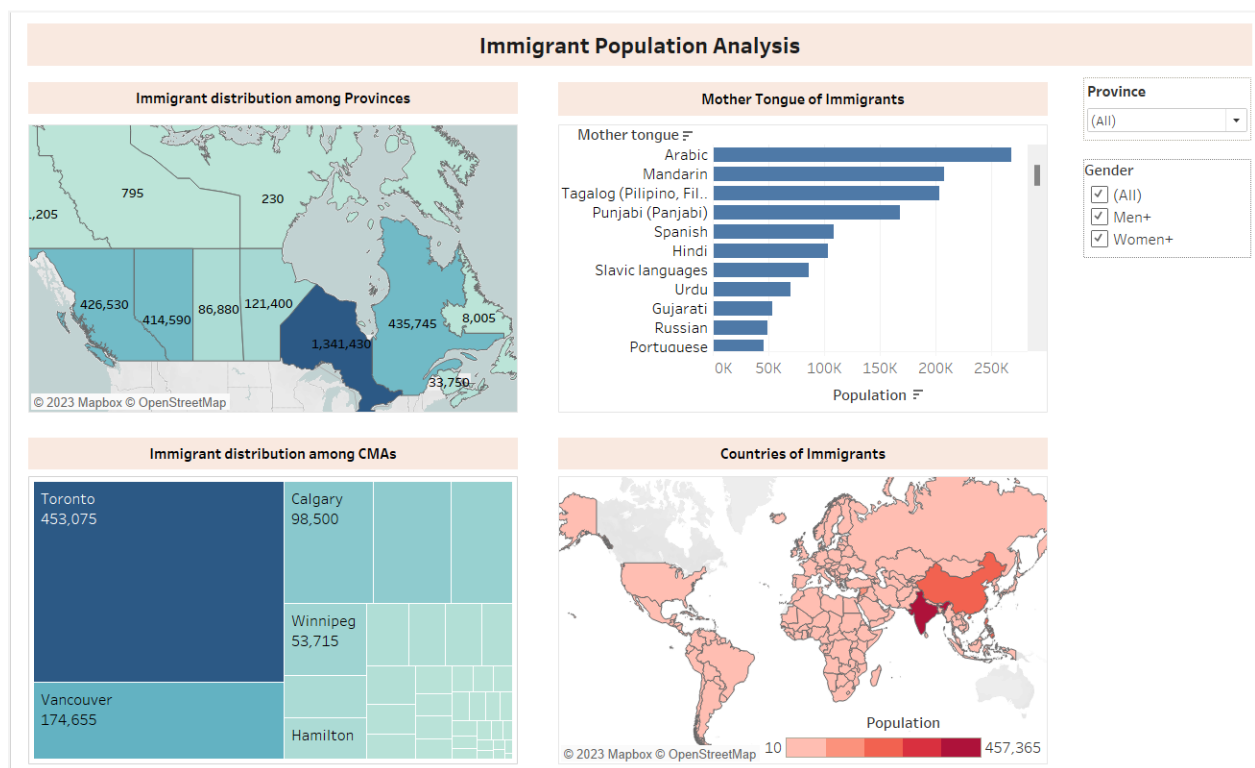 Immigrant Population Analysis
Immigrant distribution among Provinces
795
230
,205
426,530
414,590
86,880
121,400
1,341,430
435,745
8,005
33,750
© 2023 Mapbox © OpenStreetMap
Mother Tongue of Immigrants
Mother tongue
Arabic
Mandarin
Tagalog (Pilipino, Fil..
Punjabi (Panjabi)
Spanish
Hindi
Slavic languages
Urdu
Gujarati
Russian
Portuguese
0K 50K 100K 150K 200K 250K
Population
Province
(All)
Gender
(All)
Men+
Women+
Immigrant distribution among CMAs
Toronto
453,075
Vancouver
174,655
Calgary
98,500
Winnipeg
53,715
Hamilton
Countries of Immigrants
Population
10 457,365
© 2023 Mapbox © OpenStreetMap